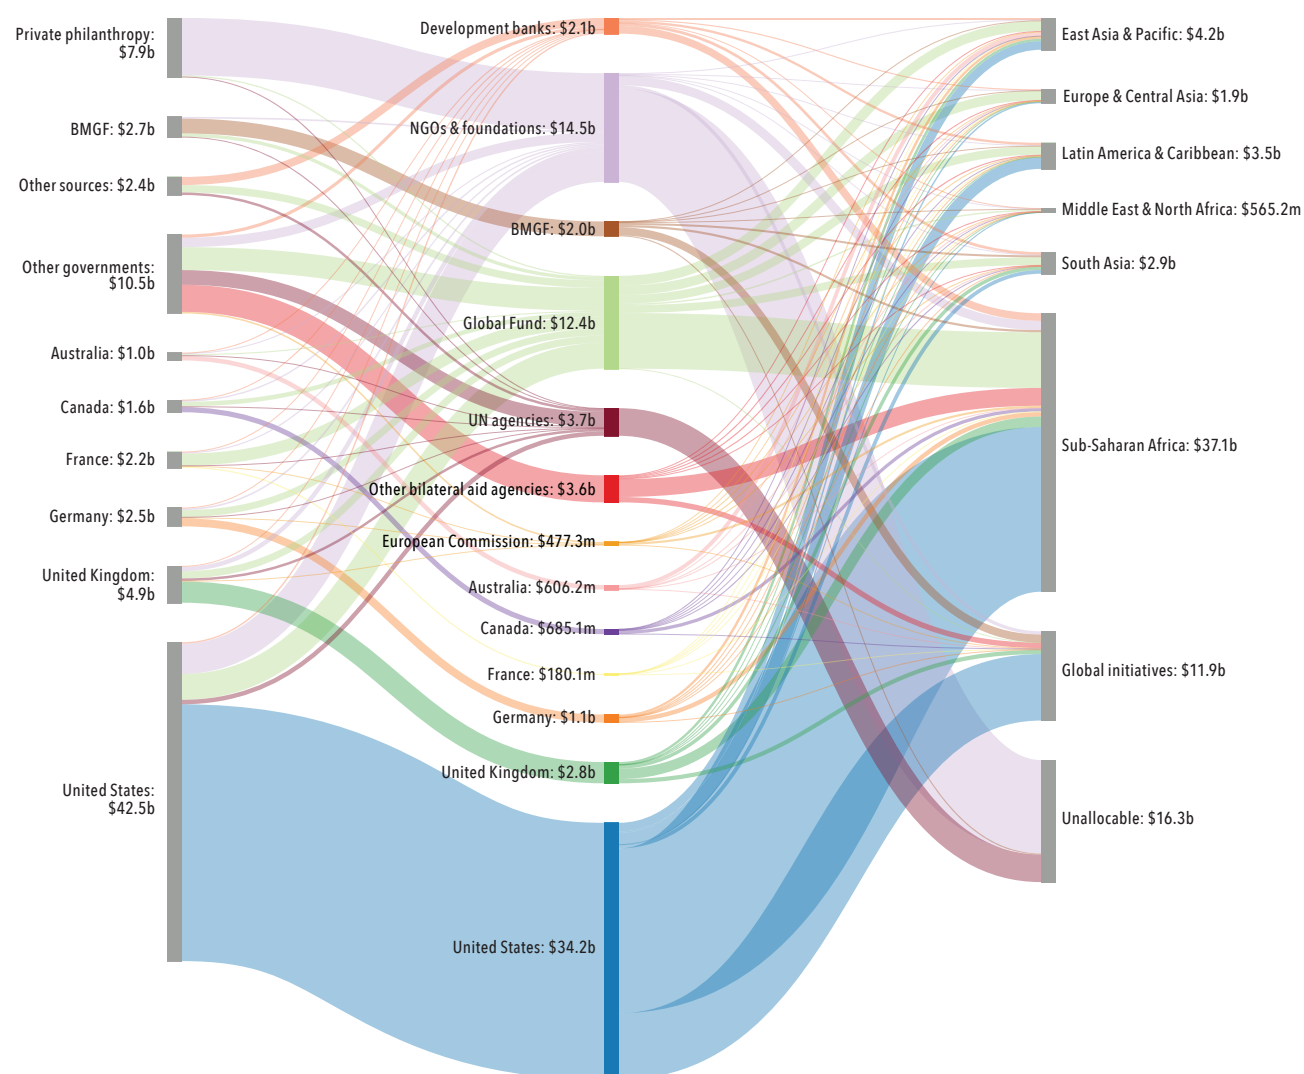 Private philanthropy:
$7.9b
BMGF: $2.7b
Other sources: $2.4b
Other governments:
$10.5b
Australia: $1.0b
Canada: $1.6b
France: $2.2b
Germany: $2.5b
United Kingdom:
$4.9b
United States:
$42.5b
Development banks: $2.1b
NGOs & foundations: $14.5b
BMGF: $2.0b
Global Fund: $12.4b
UN agencies: $3.7b
Other bilateral aid agencies: $3.6b
European Commission: $477.3m
Australia: $606.2m
Canada: $685.1m
France: $180.1m
Germany: $1.1b
United Kingdom: $2.8b
United States: $34.2b
East Asia & Pacific: $4.2b
Europe & Central Asia: $1.9b
Latin America & Caribbean: $3.5b
Middle East & North Africa: $565.2m
South Asia: $2.9b
Sub-Saharan Africa: $37.1b
Global initiatives: $11.9b
Unallocable: $16.3b